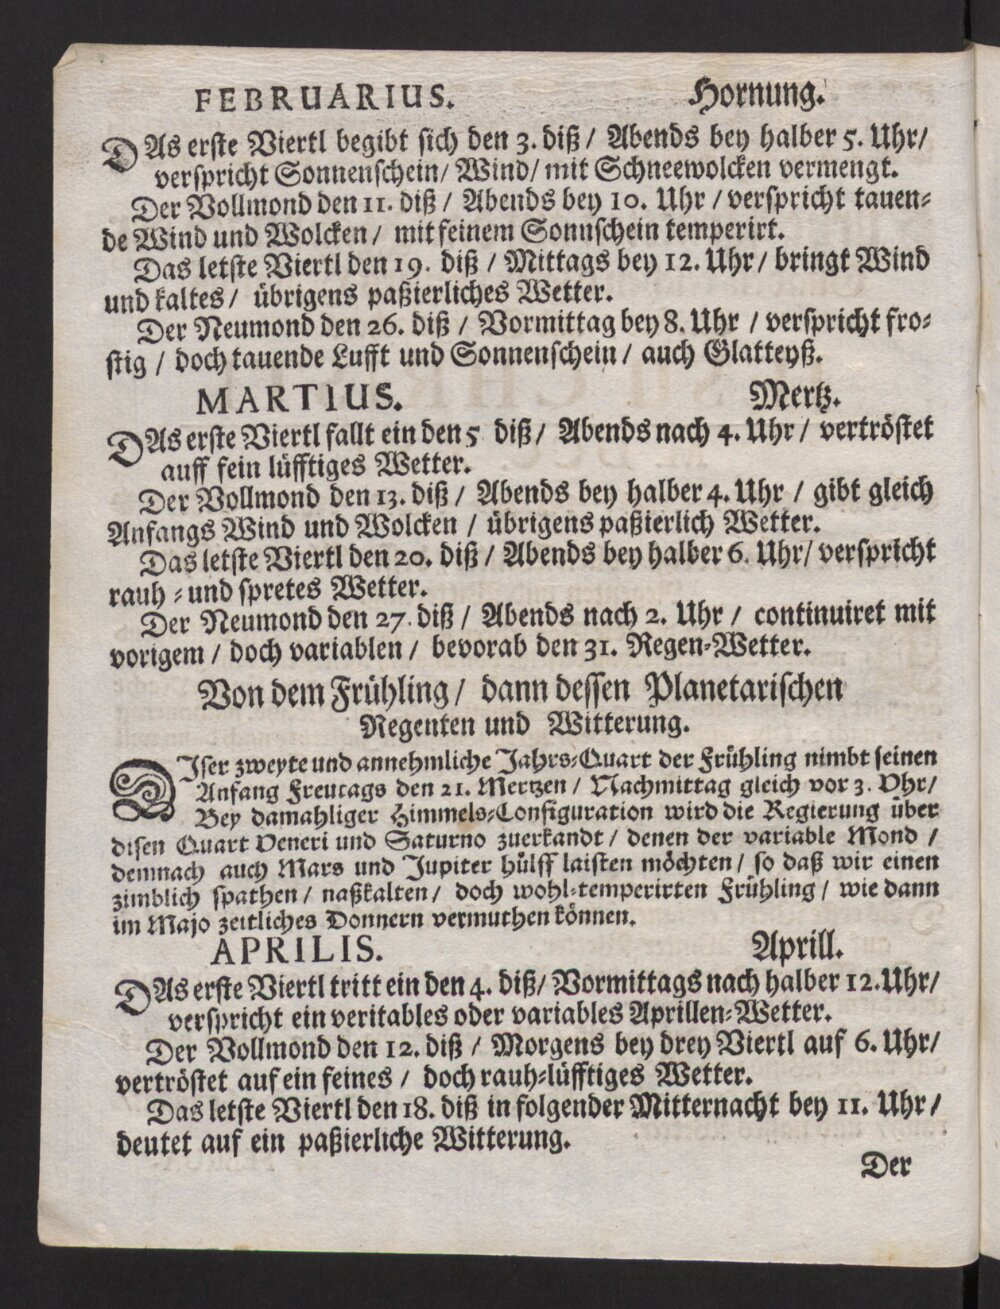 FEBRUARIUS. Hornung.
DAs erste Viertl begibt sich den 3. diß / Abends bey halber 5. Uhr/
verspricht Sonnenschein/ Wind/ mit Schneewolcken vermengt.
Der Vollmond den 11. diß / Abends bey 10. Uhr / verspricht tauen-
de Wind und Wolcken / mit feinem Sonnschein temperirt.
Das letste Viertl den 19. diß / Mittags bey 12. Uhr / bringt Wind
und kaltes / übrigens paßierliches Wetter.
Der Neumond den 26. diß / Vormittag bey 8. Uhr / verspricht fro-
stig / doch tauende Lufft und Sonnenschein / auch Glatteyß.
MARTIUS. Mertz.
DAs erste Viertl fallt ein den 5 diß / Abends nach 4. Uhr / vertröstet
auff fein lüfftiges Wetter.
Der Vollmond den 13. diß / Abends bey halber 4. Uhr / gibt gleich
Anfangs Wind und Wolcken / übrigens paßierlich Wetter.
Das letste Viertl den 20. diß / Abends bey halber 6. Uhr/ verspricht
rauh - und spretes Wetter.
Der Neumond den 27. diß / Abends nach 2. Uhr / continuiret mit
vorigem / doch variablen / bevorab den 31. Regen-Wetter.
Von dem Frühling / dann dessen Planetarischen
Regenten und Witterung.
DIser zweyte und annehmliche Jahrs-Quart der Frühling nimbt seinen
Anfang Freytags den 21. Mertzen / Nachmittag gleich vor 3. Vhr/
Bey damahliger Himmels-Configuration wird die Regierung über
disen Quart Veneri und Saturno zuerkandt / denen der variable Mond /
demnach auch Mars und Jupiter hülff laisten möchten / so daß wir einen
zimblich spathen / naßkalten / doch wohl-temperirten Frühling / wie dann
im Majo zeitliches Donnern vermuthen können.
APRILIS. Aprill.
DAs erste Viertl tritt ein den 4. diß/ Vormittags nach halber 12. Uhr/
verspricht ein veritables oder variables Aprillen-Wetter.
Der Vollmond den 12. diß / Morgens bey drey Viertl auf 6. Uhr/
vertröstet auf ein feines / doch rauh-lüfftiges Wetter.
Das letste Viertl den 18. diß in folgender Mitternacht bey 11. Uhr /
deutet auf ein paßierliche Witterung.
Der